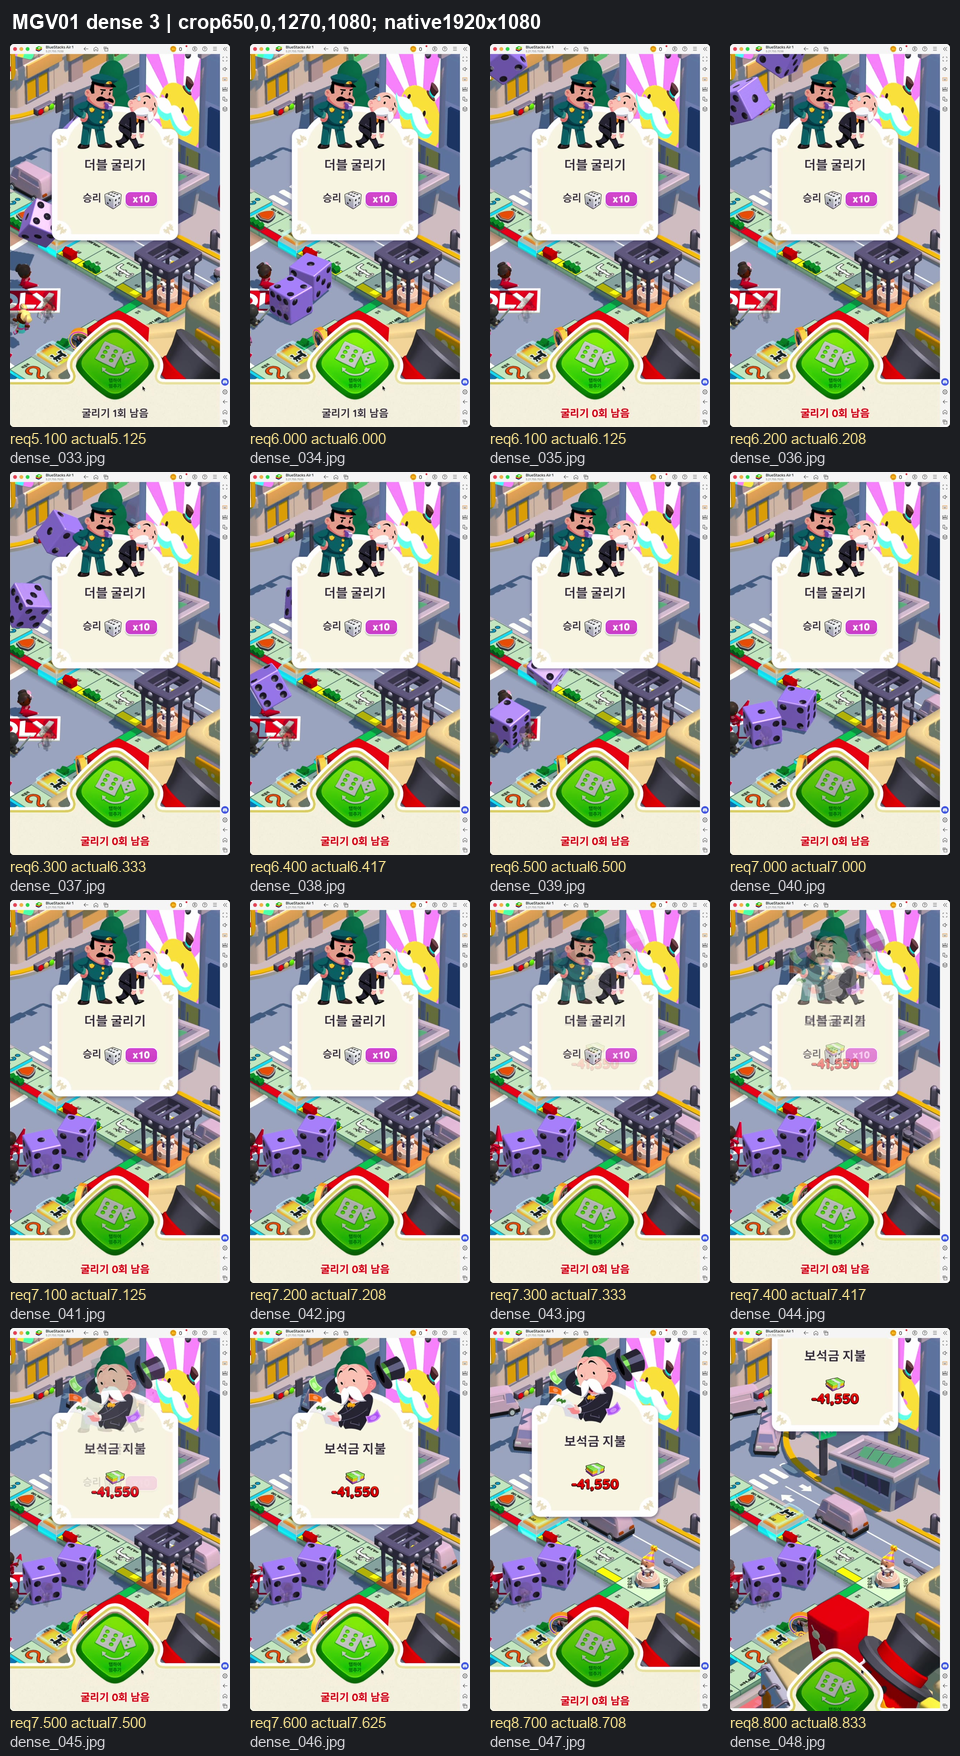 MGV01 dense 3 | crop650,0,1270,1080; native1920x1080
더블 굴리기
승리 x10
굴리기 1회 남음
req5.100 actual5.125
dense_033.jpg
더블 굴리기
승리 x10
굴리기 1회 남음
req6.000 actual6.000
dense_034.jpg
더블 굴리기
승리 x10
굴리기 0회 남음
req6.100 actual6.125
dense_035.jpg
더블 굴리기
승리 x10
굴리기 0회 남음
req6.200 actual6.208
dense_036.jpg
더블 굴리기
승리 x10
굴리기 0회 남음
req6.300 actual6.333
dense_037.jpg
더블 굴리기
승리 x10
굴리기 0회 남음
req6.400 actual6.417
dense_038.jpg
더블 굴리기
승리 x10
굴리기 0회 남음
req6.500 actual6.500
dense_039.jpg
더블 굴리기
승리 x10
굴리기 0회 남음
req7.000 actual7.000
dense_040.jpg
더블 굴리기
승리 x10
굴리기 0회 남음
req7.100 actual7.125
dense_041.jpg
더블 굴리기
승리 x10
굴리기 0회 남음
req7.200 actual7.208
dense_042.jpg
더블 굴리기
승리 x10
-41,550
굴리기 0회 남음
req7.300 actual7.333
dense_043.jpg
더블 굴리기
승리 x10
-41,550
굴리기 0회 남음
req7.400 actual7.417
dense_044.jpg
보석금 지불
승리
-41,550
굴리기 0회 남음
req7.500 actual7.500
dense_045.jpg
보석금 지불
-41,550
굴리기 0회 남음
req7.600 actual7.625
dense_046.jpg
보석금 지불
-41,550
굴리기 0회 남음
req8.700 actual8.708
dense_047.jpg
보석금 지불
-41,550
req8.800 actual8.833
dense_048.jpg